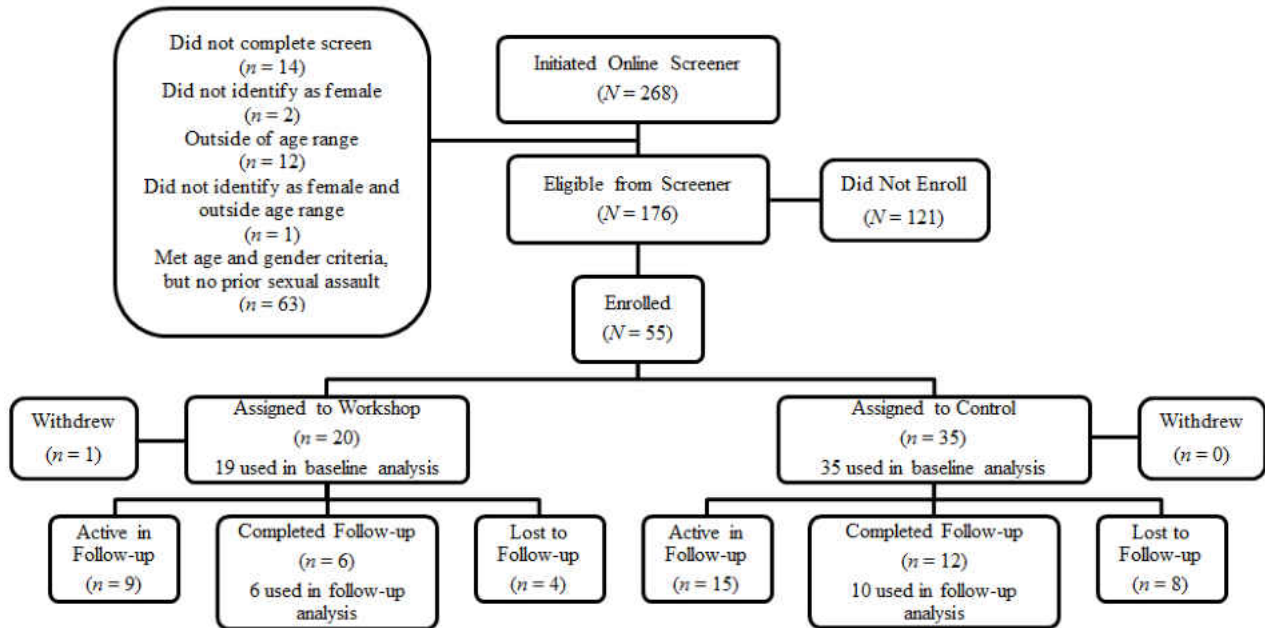 Did not complete screen
(n = 14)
Did not identify as female
(n = 2)
Outside of age range
(n = 12)
Did not identify as female and
outside age range
(n = 1)
Met age and gender criteria,
but no prior sexual assault
(n = 63)
Initiated Online Screener
(N = 268)
Eligible from Screener
(N = 176)
Did Not Enroll
(N = 121)
Enrolled
(N = 55)
Withdrew
(n = 1)
Assigned to Workshop
(n = 20)
19 used in baseline analysis
Assigned to Control
(n = 35)
35 used in baseline analysis
Withdrew
(n = 0)
Active in
Follow-up
(n = 9)
Completed Follow-up
(n = 6)
6 used in follow-up
analysis
Lost to
Follow-up
(n = 4)
Active in
Follow-up
(n = 15)
Completed Follow-up
(n = 12)
10 used in follow-up
analysis
Lost to
Follow-up
(n = 8)